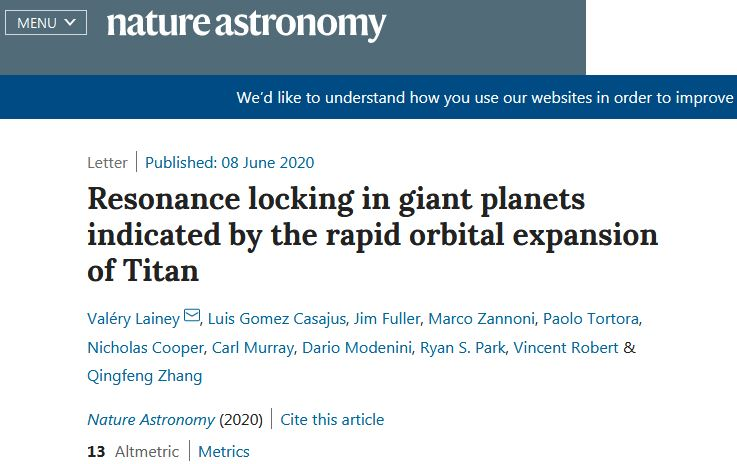 MENU
nature astronomy
We'd like to understand how you use our websites in order to improve
Letter | Published: 08 June 2020
Resonance locking in giant planets
indicated by the rapid orbital expansion
of Titan
Valéry Lainey, Luis Gomez Casajus, Jim Fuller, Marco Zannoni, Paolo Tortora,
Nicholas Cooper, Carl Murray, Dario Modenini, Ryan S. Park, Vincent Robert &
Qingfeng Zhang
Nature Astronomy (2020) | Cite this article
13 Altmetric | Metrics